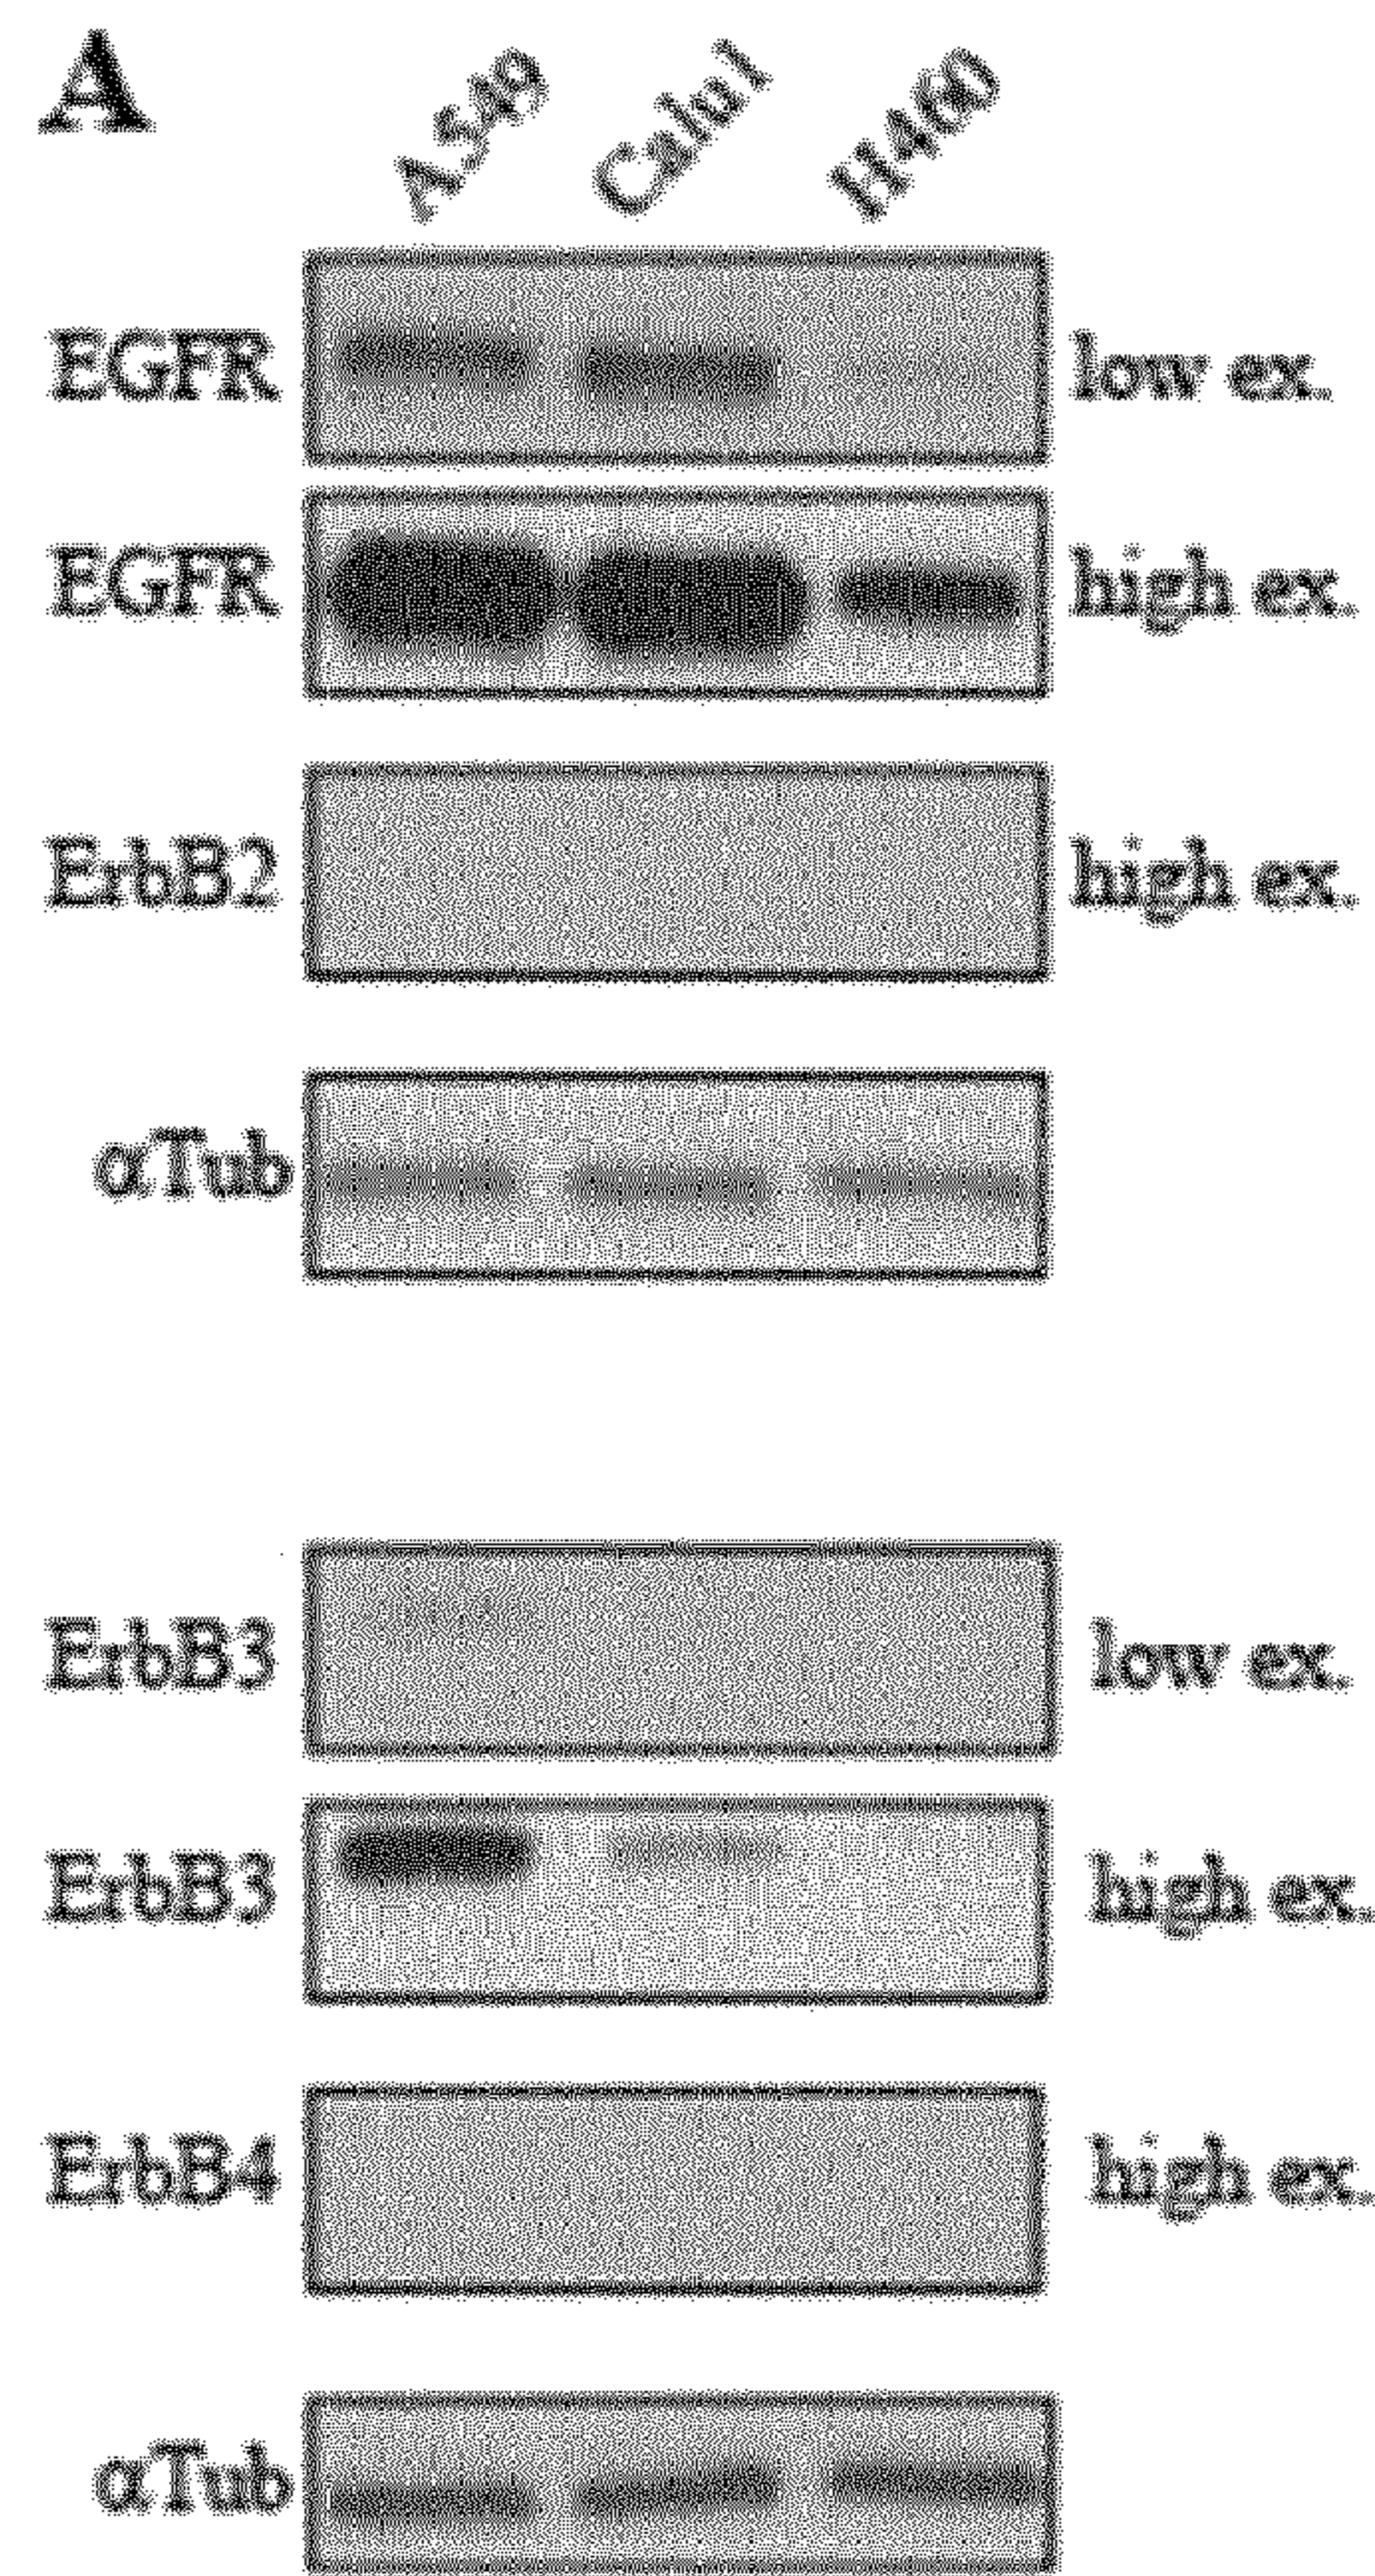 A
A549 Calu1 H460
EGFR low ex.
EGFR high ex.
ErbB2 high ex.
αTub
ErbB3 low ex.
ErbB3 high ex.
ErbB4 high ex.
αTub